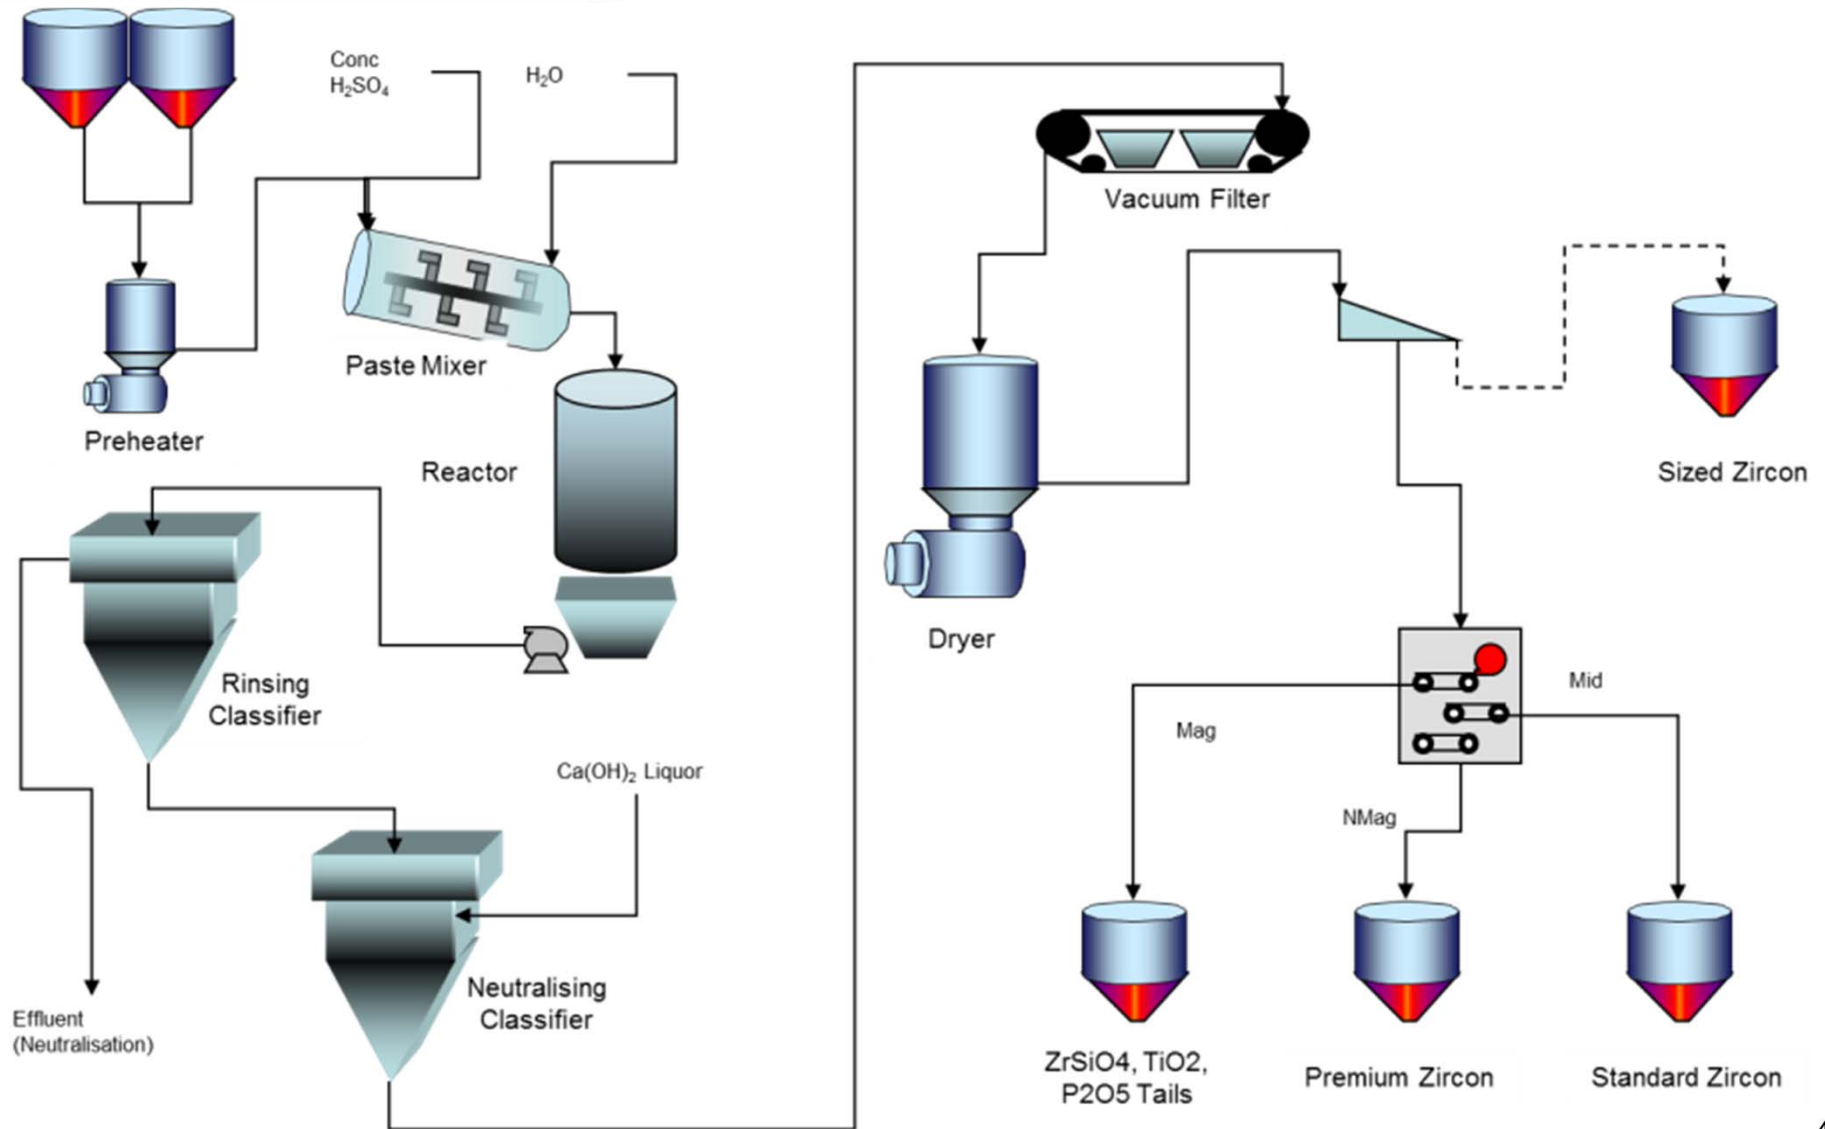 Conc
H₂SO₄
H₂O
Vacuum Filter
Paste Mixer
Preheater
Reactor
Sized Zircon
Dryer
Rinsing
Classifier
Mid
Mag
Ca(OH)₂ Liquor
NMag
Neutralising
Classifier
Effluent
(Neutralisation)
ZrSiO4, TiO2,
P2O5 Tails
Premium Zircon
Standard Zircon